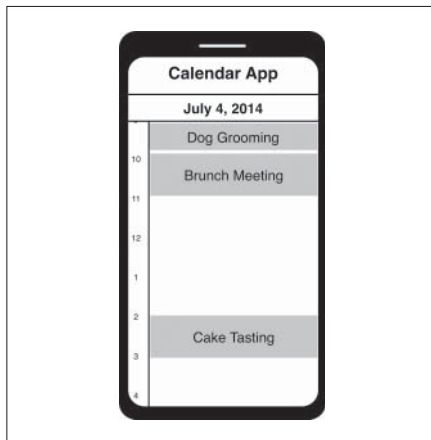 Calendar App
July 4, 2014
Dog Grooming
10
Brunch Meeting
11
12
1
2
Cake Tasting
3
4